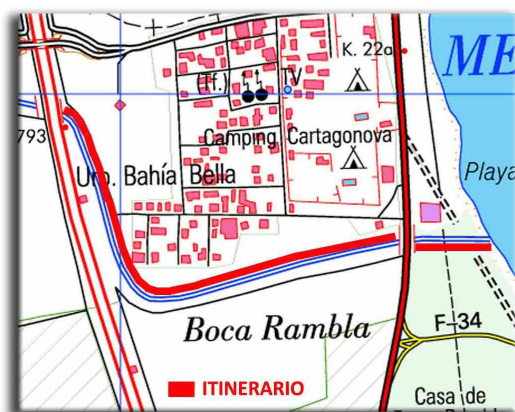 K. 22a
ME
(Tf.)
TV
Camping Cartagonova
793
Urb. Bahía Bella
Playa
Boca Rambla
F-34
ITINERARIO
Casa de